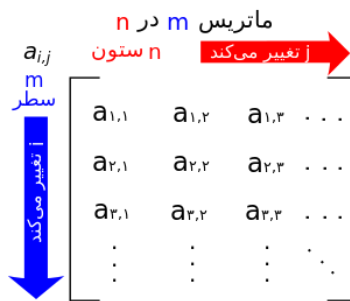 ماتریس m در n
a i,j n ستون j تغییر می‌کند
m
سطر
i تغییر می‌کند
a۱,۱ a۱,۲ a۱,۳ . . .
a۲,۱ a۲,۲ a۲,۳ . . .
a۳,۱ a۳,۲ a۳,۳ . . .